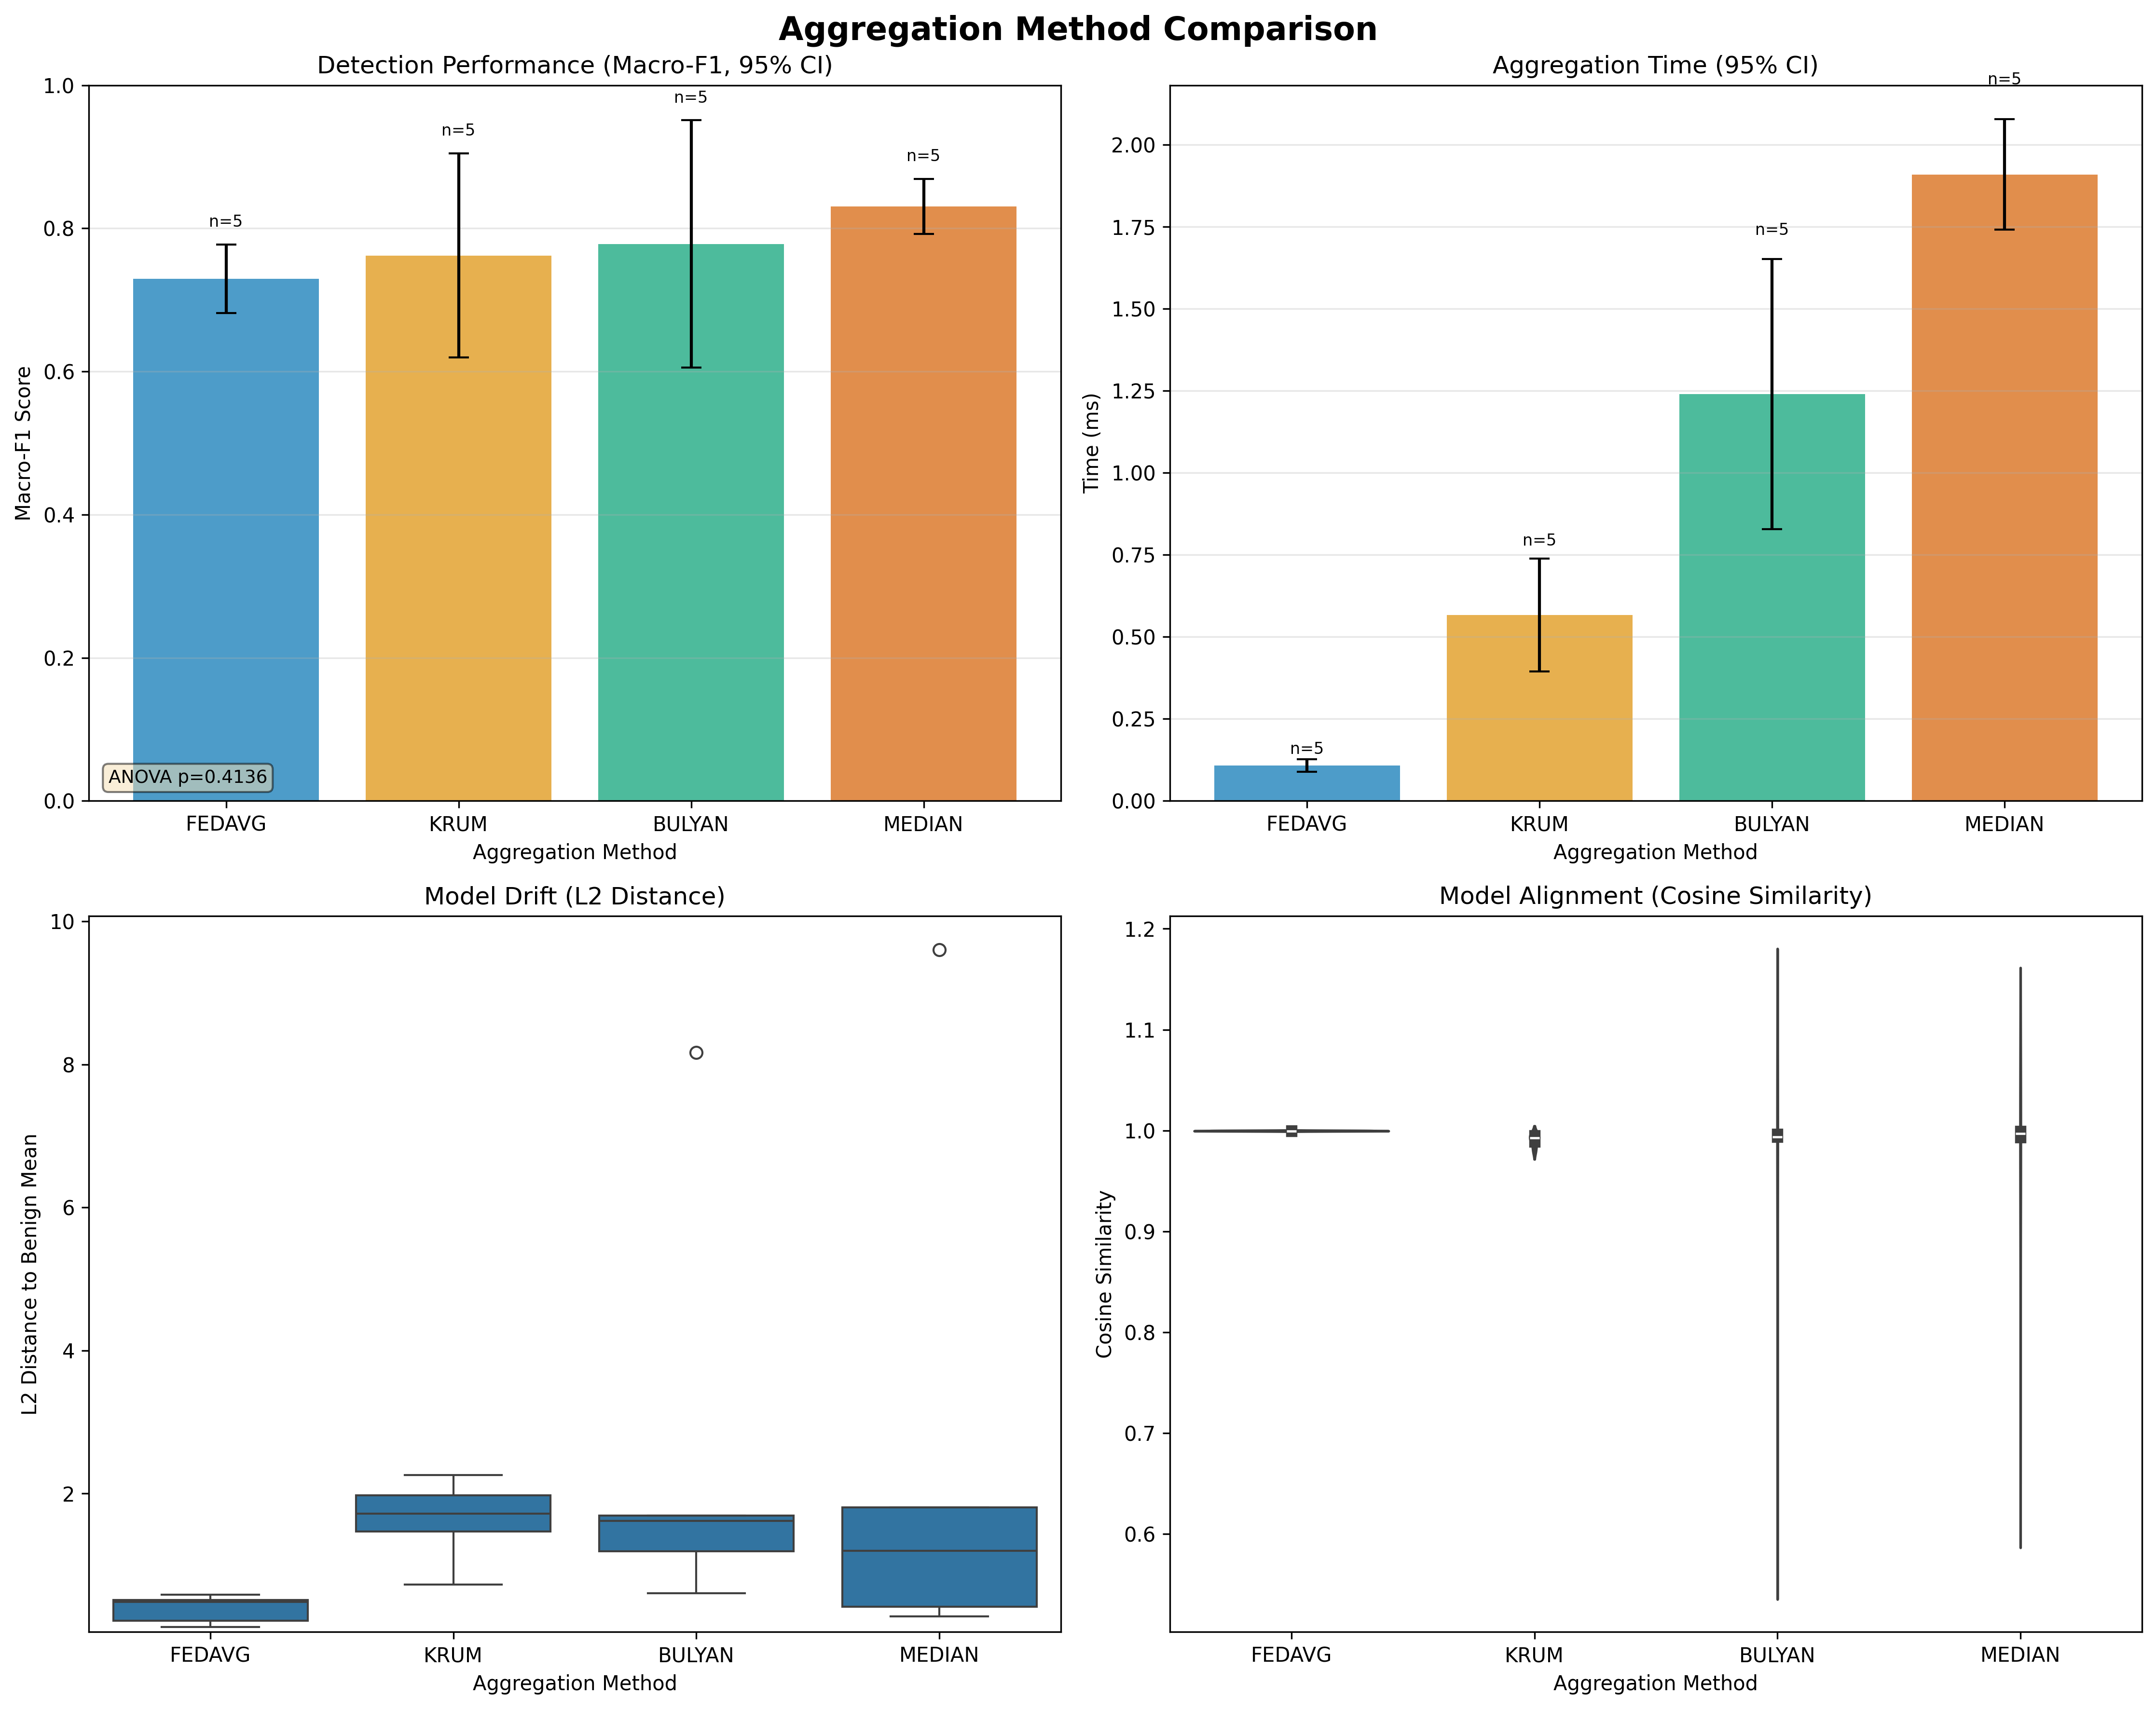 Aggregation Method Comparison
Detection Performance (Macro-F1, 95% CI)
Macro-F1 Score
1.0
0.8
0.6
0.4
0.2
0.0
n=5
n=5
n=5
n=5
ANOVA p=0.4136
FEDAVG KRUM BULYAN MEDIAN
Aggregation Method
Aggregation Time (95% CI)
Time (ms)
2.00
1.75
1.50
1.25
1.00
0.75
0.50
0.25
0.00
n=5
n=5
n=5
n=5
FEDAVG KRUM BULYAN MEDIAN
Aggregation Method
Model Drift (L2 Distance)
L2 Distance to Benign Mean
10
8
6
4
2
FEDAVG KRUM BULYAN MEDIAN
Aggregation Method
Model Alignment (Cosine Similarity)
Cosine Similarity
1.2
1.1
1.0
0.9
0.8
0.7
0.6
FEDAVG KRUM BULYAN MEDIAN
Aggregation Method